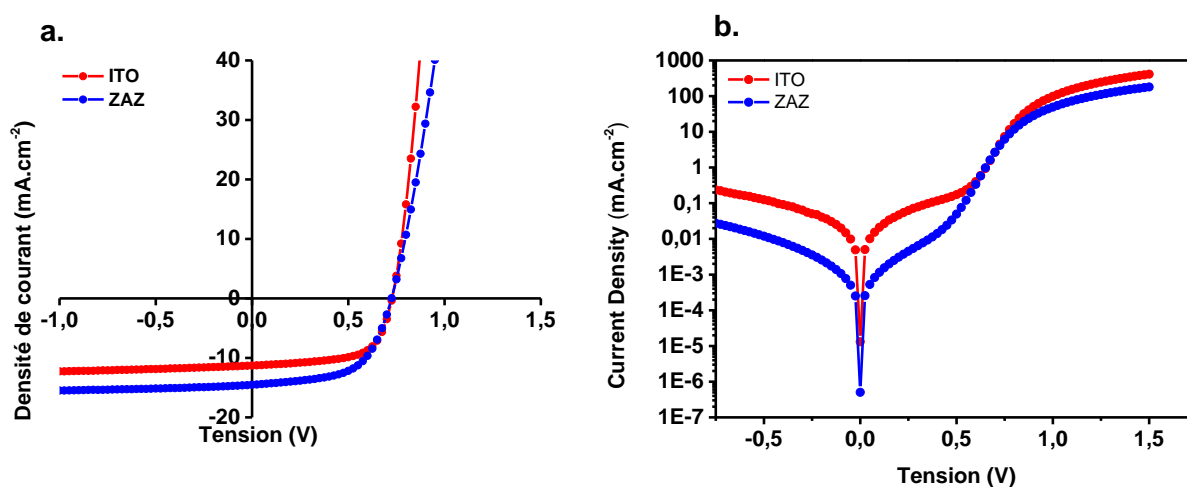 a.
ITO
ZAZ
40
30
20
10
0
-10
-20
-1,0
-0,5
0,0
0,5
1,0
1,5
Densité de courant (mA.cm-2)
Tension (V)
b.
ITO
ZAZ
1000
100
10
1
0,1
0,01
1E-3
1E-4
1E-5
1E-6
1E-7
-0,5
0,0
0,5
1,0
1,5
Current Density (mA.cm-2)
Tension (V)